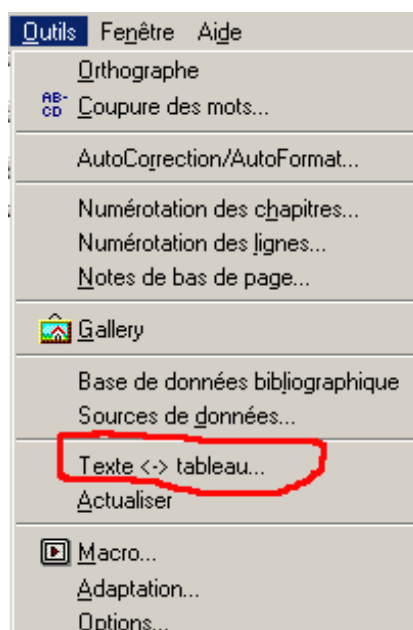 Outils Fenêtre Aide
Orthographe
AB-
CD Coupure des mots...
AutoCorrection/AutoFormat...
Numérotation des chapitres...
Numérotation des lignes...
Notes de bas de page...
Gallery
Base de données bibliographique
Sources de données...
Texte <-> tableau...
Actualiser
Macro...
Adaptation...
Options...